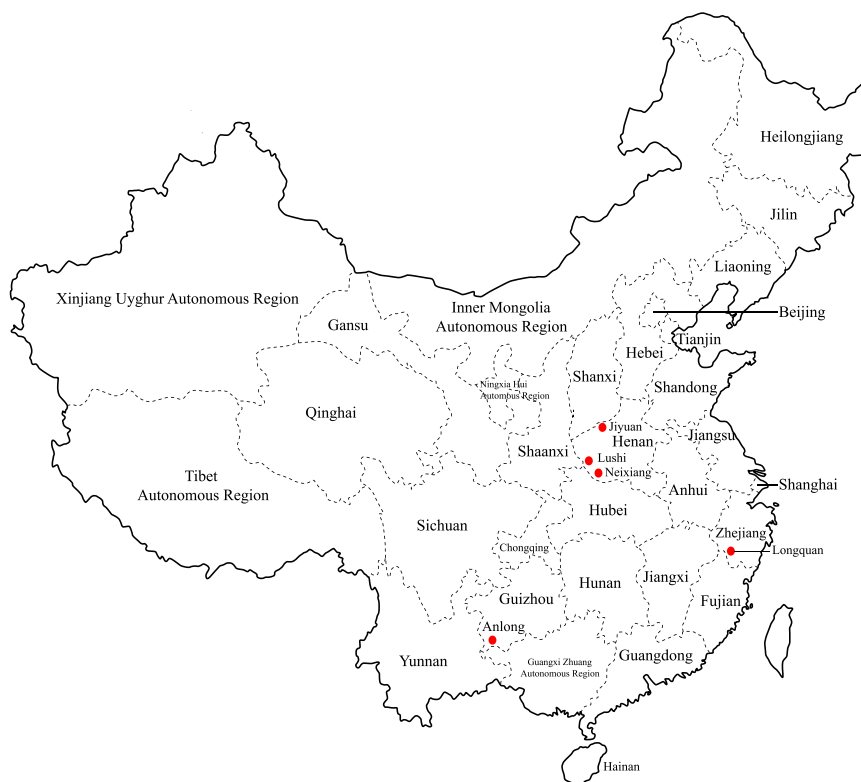 Heilongjiang
Jilin
Liaoning
Xinjiang Uyghur Autonomous Region
Inner Mongolia
Autonomous Region
Beijing
Gansu
Tianjin
Hebei
Shanxi
Ningxia Hui
Automous Region
Shandong
Qinghai
Jiyuan
Jiangsu
Henan
Shaanxi
Lushi
Neixiang
Tibet
Autonomous Region
Anhui
Shanghai
Hubei
Sichuan
Zhejiang
Chongqing
Longquan
Jiangxi
Hunan
Guizhou
Fujian
Anlong
Guangdong
Yunnan
Guangxi Zhuang
Autonomous Region
Hainan